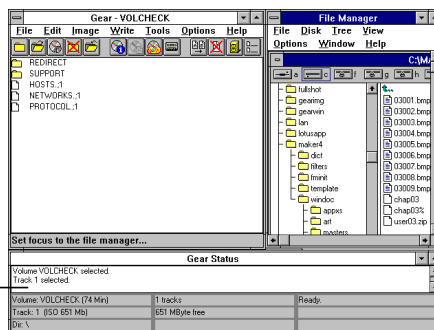 Gear - VOLCHECK
File Edit Image Write Tools Options Help
REDIRECT
SUPPORT
HOSTS.;1
NETWORKS.;1
PROTOCOL.;1
Set focus to the file manager...
File Manager
File Disk Tree View
Options Window Help
C:\MA
a c f g h
fullshot
gearimg
gearwin
lan
lotusapp
maker4
dict
filters
fminit
template
windoc
appxs
art
masters
03001.bmp
03002.bmp
03003.bmp
03004.bmp
03005.bmp
03006.bmp
03007.bmp
03008.bmp
03009.bmp
chap03
chap03%
user03.zip
Gear Status
Volume VOLCHECK selected.
Track 1 selected.
Volume: VOLCHECK (74 Min) 1 tracks Ready.
Track: 1 (ISO 651 Mb) 651 MByte free
Dir: \